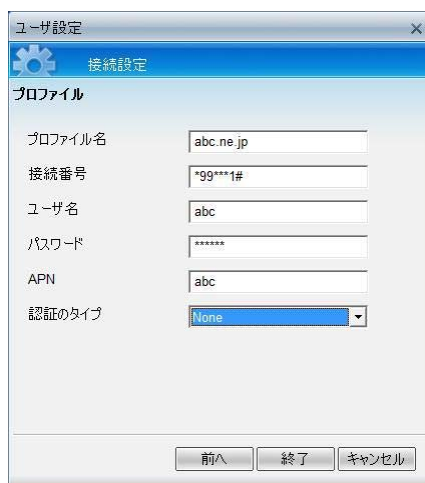 ユーザ設定
接続設定
プロファイル
プロファイル名 abc.ne.jp
接続番号 *99***1#
ユーザ名 abc
パスワード ******
APN abc
認証のタイプ None
前へ 終了 キャンセル